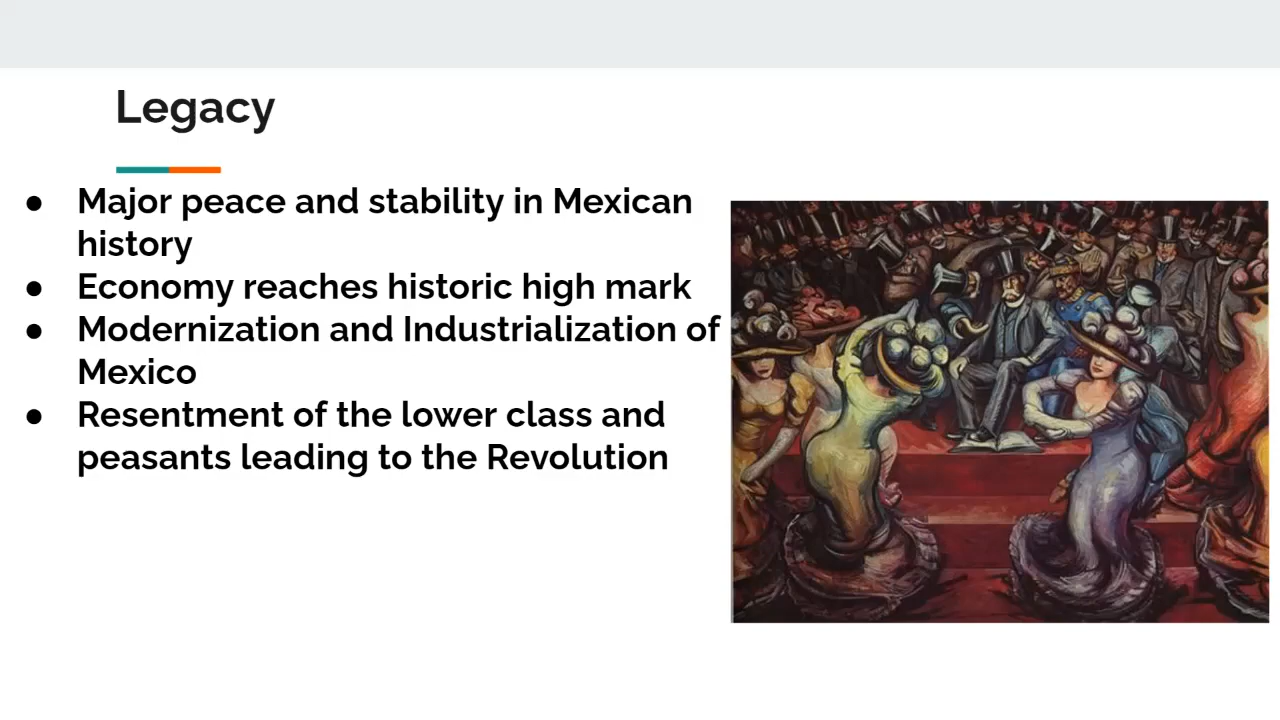 Legacy
● Major peace and stability in Mexican
history
● Economy reaches historic high mark
● Modernization and Industrialization of
Mexico
● Resentment of the lower class and
peasants leading to the Revolution